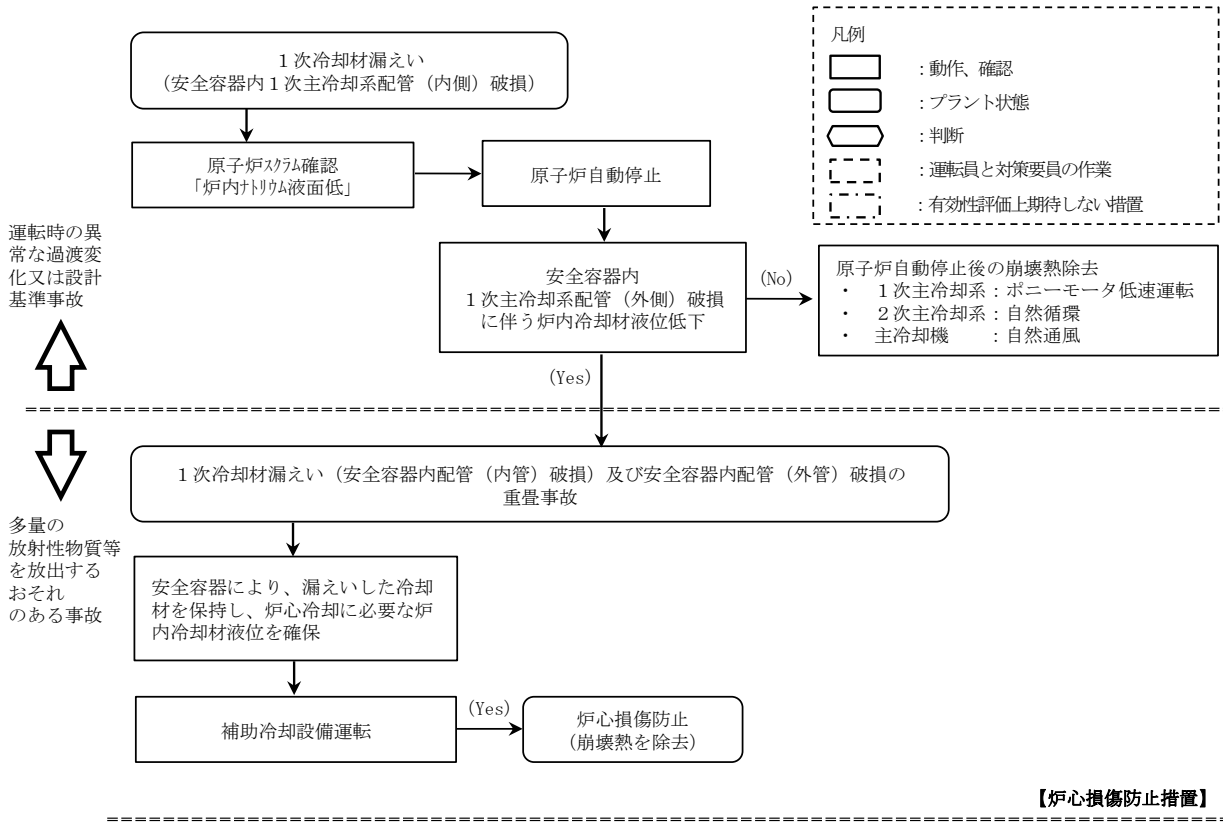 １次冷却材漏えい
（安全容器内１次主冷却系配管（内側）破損）
原子炉ｽｸﾗﾑ確認
「炉内ﾅﾄﾘｳﾑ液面低」
原子炉自動停止
凡例
：動作、確認
：プラント状態
：判断
：運転員と対策要員の作業
：有効性評価上期待しない措置
運転時の異
常な過渡変
化又は設計
基準事故
安全容器内
１次主冷却系配管（外側）破損
に伴う炉内冷却材液位低下
(No)
原子炉自動停止後の崩壊熱除去
・　１次主冷却系：ポニーモータ低速運転
・　２次主冷却系：自然循環
・　主冷却機　　：自然通風
(Yes)
１次冷却材漏えい（安全容器内配管（内管）破損）及び安全容器内配管（外管）破損の
重畳事故
多量の
放射性物質等
を放出する
おそれ
のある事故
安全容器により、漏えいした冷却
材を保持し、炉心冷却に必要な炉
内冷却材液位を確保
補助冷却設備運転
(Yes)
炉心損傷防止
（崩壊熱を除去）
【炉心損傷防止措置】